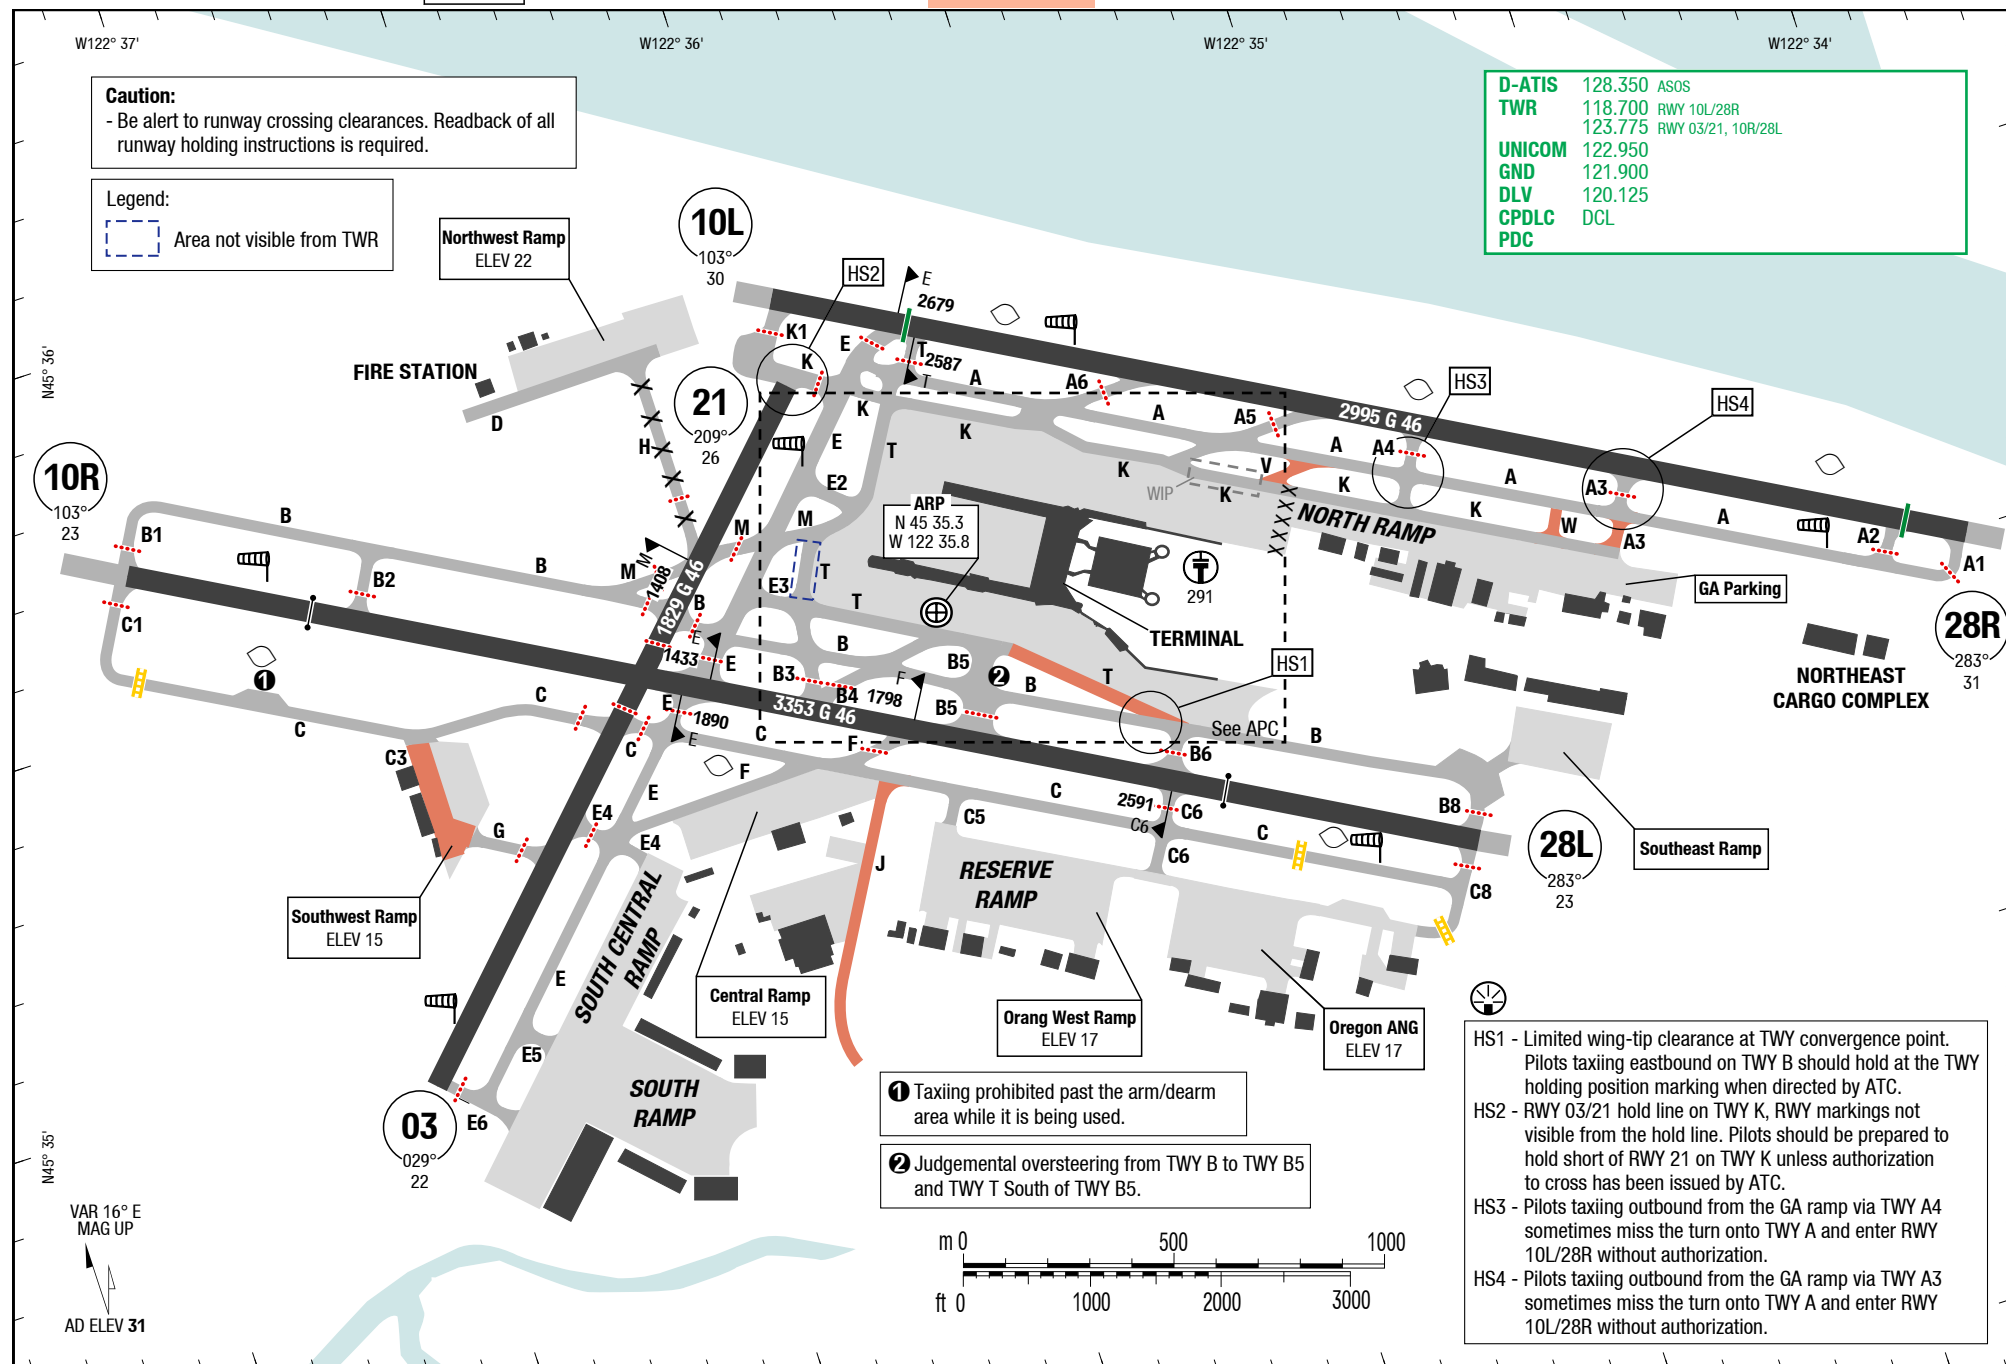 W122° 37'
W122° 36'
W122° 35'
W122° 34'
Caution:
- Be alert to runway crossing clearances. Readback of all
runway holding instructions is required.
Legend:
Area not visible from TWR
D-ATIS 128.350 ASOS
TWR 118.700 RWY 10L/28R
123.775 RWY 03/21, 10R/28L
UNICOM 122.950
GND 121.900
DLV 120.125
CPDLC DCL
PDC
Northwest Ramp
ELEV 22
10L
103°
30
HS2
E
2679
K1
E
T
2587
T
K
A
A6
FIRE STATION
D
N45° 36'
21
209°
26
H
K
E
T
K
A
A5
2995 G 46
HS3
HS4
A
A4
A
A3
A
A2
A1
K
V
K
K
K
WIP
W
A3
NORTH RAMP
10R
103°
23
B1
B
B2
B
E2
M
M
M
1408
1829 G 46
ARP
N 45 35.3
W 122 35.8
E3
T
T
291
TERMINAL
GA Parking
28R
283°
31
NORTHEAST
CARGO COMPLEX
C1
B
E
1433
E
B
B3
B4
B5
1798
F
2
B
T
HS1
B5
3353 G 46
See APC
B
B6
1
C
C
C
E
1890
E
C
F
F
C3
G
E
E4
E4
J
C5
C
2591
C6
C6
C6
C
B8
C8
28L
283°
23
Southeast Ramp
Southwest Ramp
ELEV 15
RESERVE
RAMP
SOUTH CENTRAL
RAMP
E
E5
E6
Central Ramp
ELEV 15
Orang West Ramp
ELEV 17
Oregon ANG
ELEV 17
SOUTH
RAMP
03
029°
22
N45° 35'
1 Taxiing prohibited past the arm/dearm
area while it is being used.
2 Judgemental oversteering from TWY B to TWY B5
and TWY T South of TWY B5.
HS1 - Limited wing-tip clearance at TWY convergence point.
Pilots taxiing eastbound on TWY B should hold at the TWY
holding position marking when directed by ATC.
HS2 - RWY 03/21 hold line on TWY K, RWY markings not
visible from the hold line. Pilots should be prepared to
hold short of RWY 21 on TWY K unless authorization
to cross has been issued by ATC.
HS3 - Pilots taxiing outbound from the GA ramp via TWY A4
sometimes miss the turn onto TWY A and enter RWY
10L/28R without authorization.
HS4 - Pilots taxiing outbound from the GA ramp via TWY A3
sometimes miss the turn onto TWY A and enter RWY
10L/28R without authorization.
VAR 16° E
MAG UP
AD ELEV 31
m 0 500 1000
ft 0 1000 2000 3000